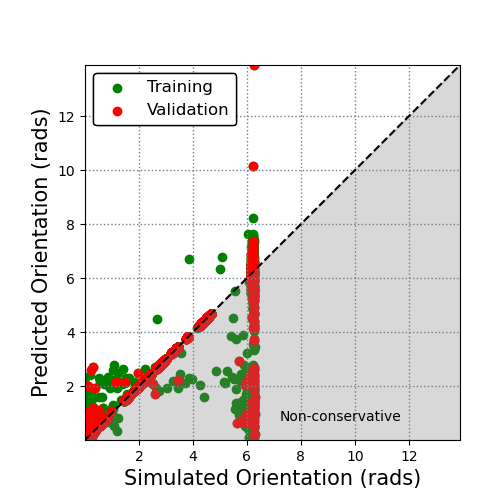 Training
Validation
Predicted Orientation (rads)
12
10
8
6
4
2
Non-conservative
2 4 6 8 10 12
Simulated Orientation (rads)